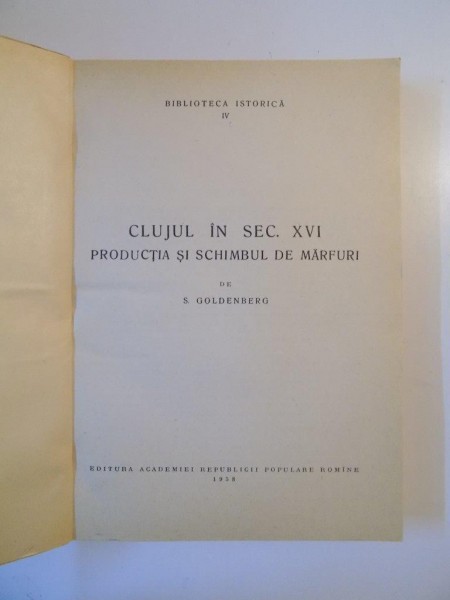 BIBLIOTECA ISTORICĂ
IV
CLUJUL ÎN SEC. XVI
PRODUCȚIA ȘI SCHIMBUL DE MĂRFURI
DE
S. GOLDENBERG
EDITURA ACADEMIEI REPUBLICII POPULARE ROMÎNE
1958